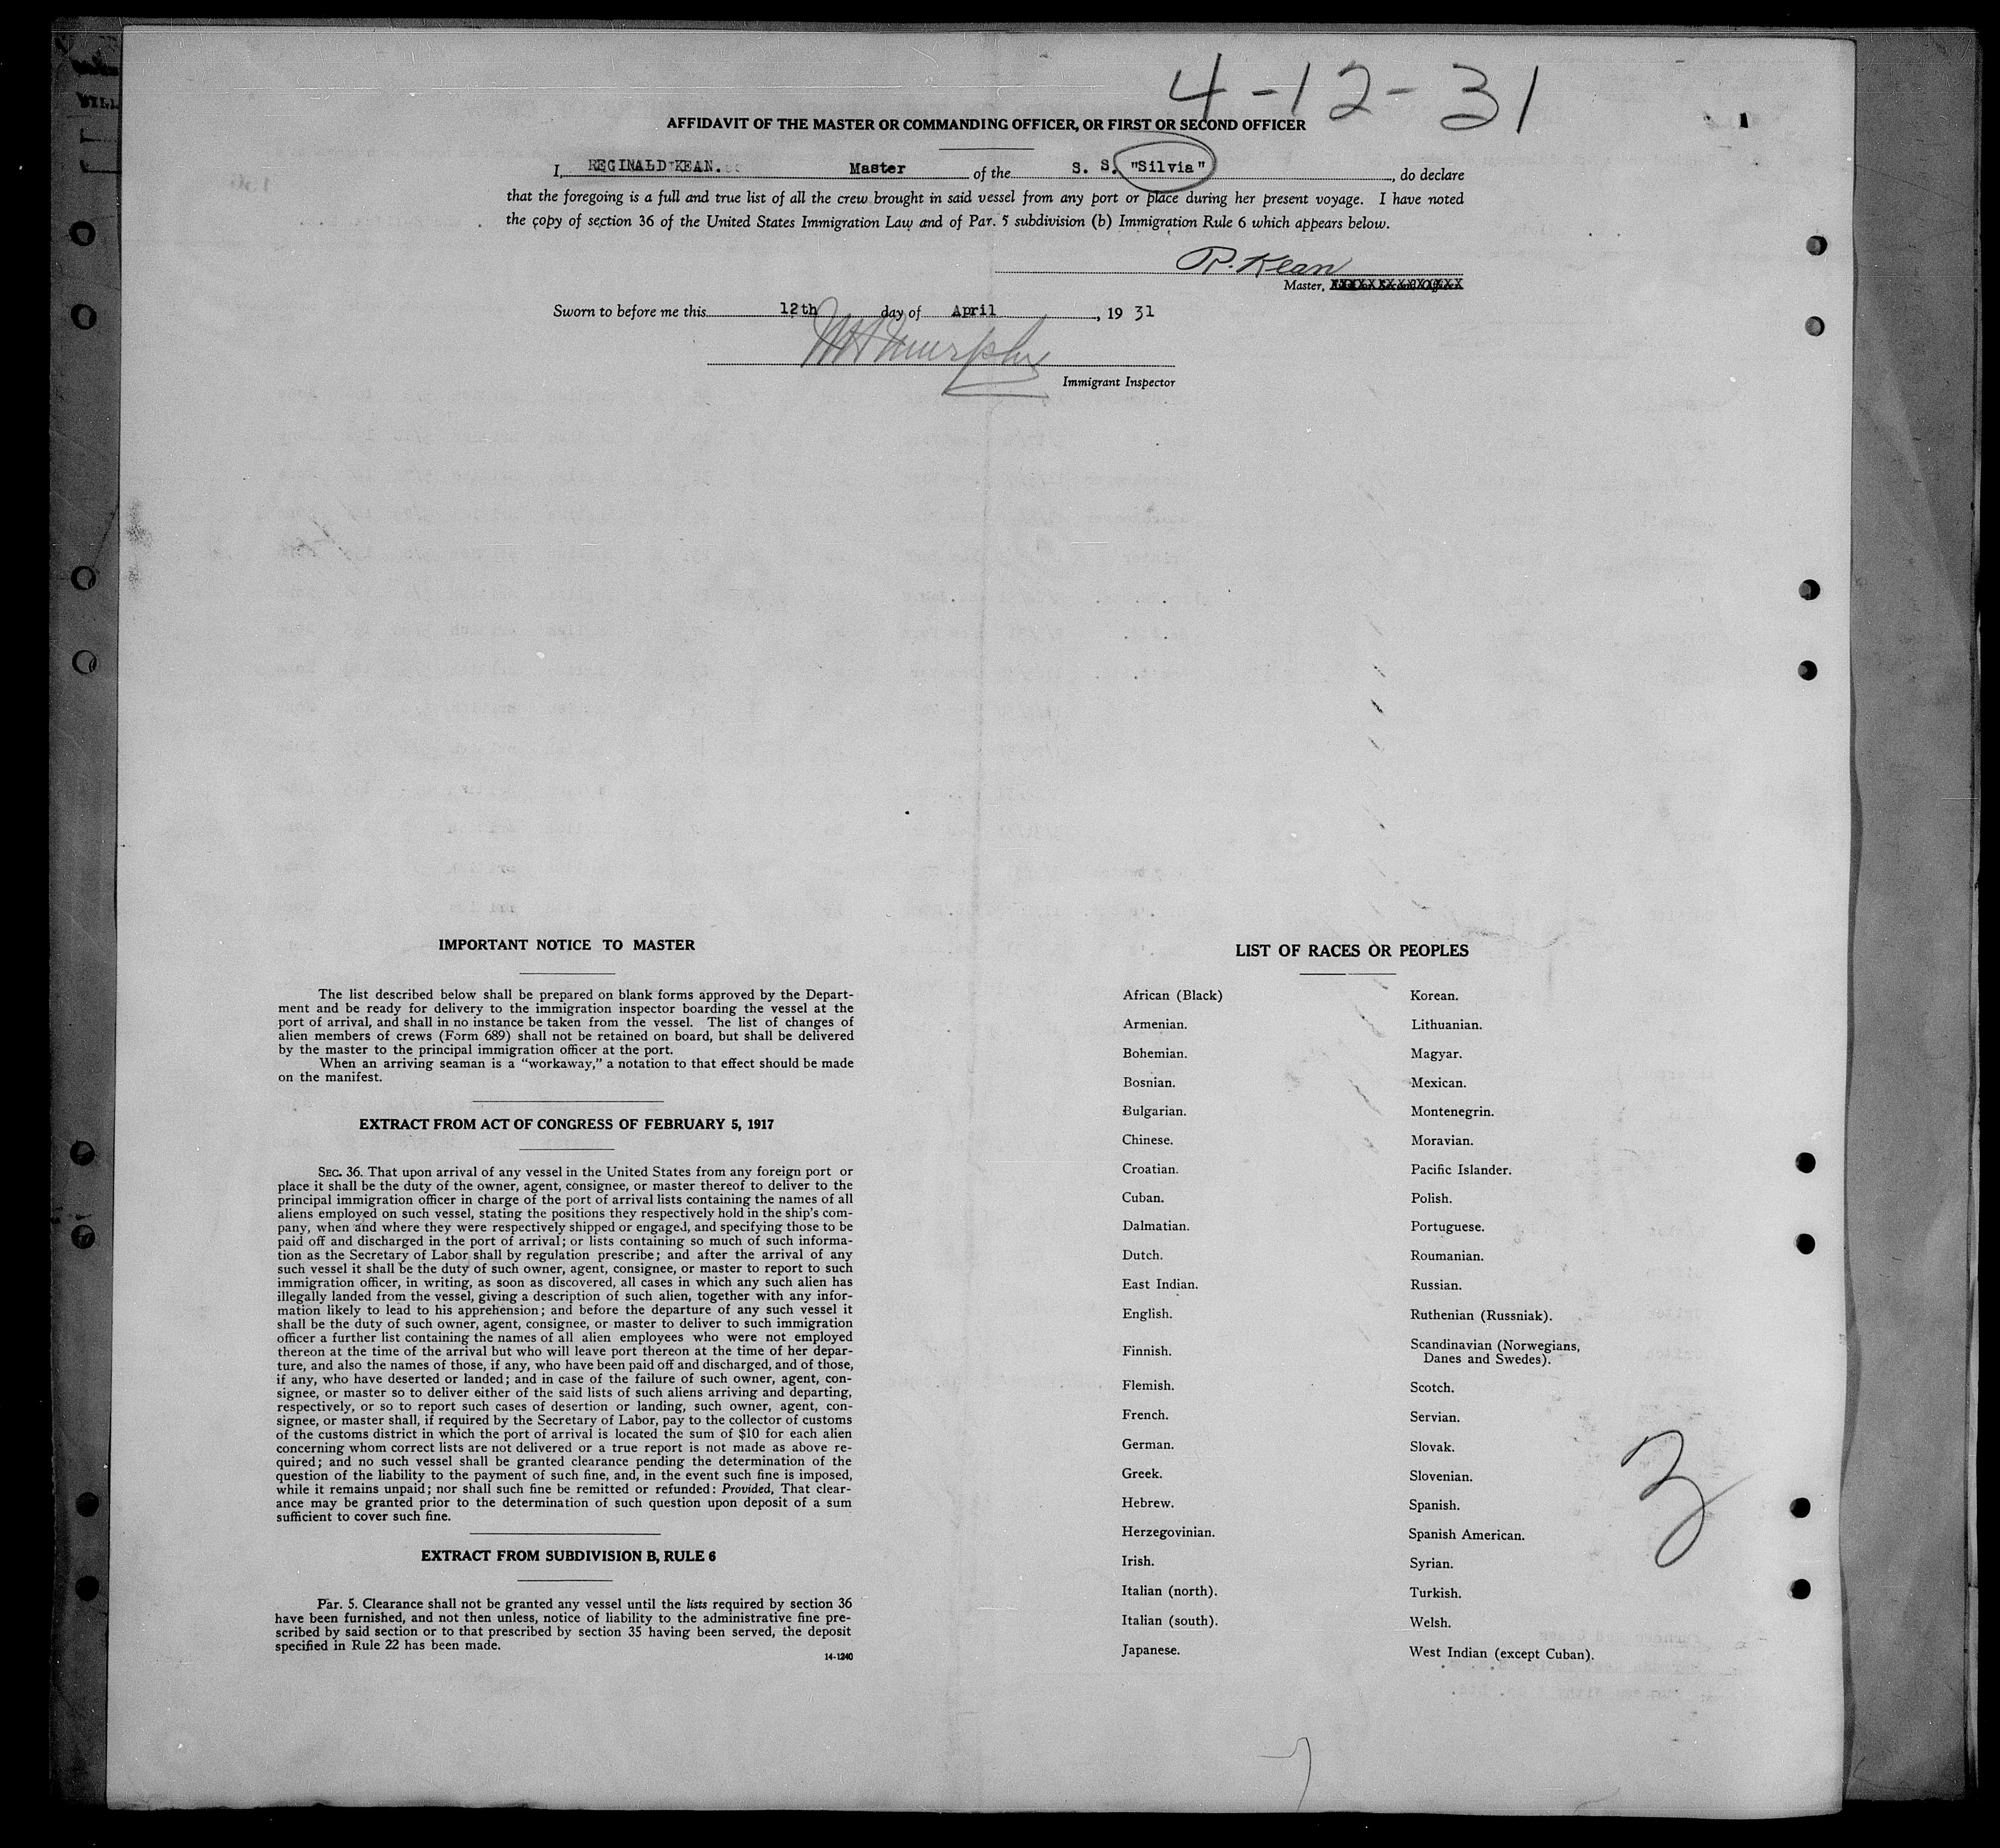 4-12-31
AFFIDAVIT OF THE MASTER OR COMMANDING OFFICER, OR FIRST OR SECOND OFFICER
I, REGINALD KEAN. Master of the S. S. "Silvia", do declare
that the foregoing is a full and true list of all the crew brought in said vessel from any port or place during her present voyage. I have noted
the copy of section 36 of the United States Immigration Law and of Par. 5 subdivision (b) Immigration Rule 6 which appears below.
R. Kean
Master,
Sworn to before me this 12th day of April, 19 31
Murphy
Immigrant Inspector
IMPORTANT NOTICE TO MASTER
The list described below shall be prepared on blank forms approved by the Depart-
ment and be ready for delivery to the immigration inspector boarding the vessel at the
port of arrival, and shall in no instance be taken from the vessel. The list of changes of
alien members of crews (Form 689) shall not be retained on board, but shall be delivered
by the master to the principal immigration officer at the port.
When an arriving seaman is a "workaway," a notation to that effect should be made
on the manifest.
EXTRACT FROM ACT OF CONGRESS OF FEBRUARY 5, 1917
SEC. 36. That upon arrival of any vessel in the United States from any foreign port or
place it shall be the duty of the owner, agent, consignee, or master thereof to deliver to the
principal immigration officer in charge of the port of arrival lists containing the names of all
aliens employed on such vessel, stating the positions they respectively hold in the ship's com-
pany, when and where they were respectively shipped or engaged, and specifying those to be
paid off and discharged in the port of arrival; or lists containing so much of such informa-
tion as the Secretary of Labor shall by regulation prescribe; and after the arrival of any
such vessel it shall be the duty of such owner, agent, consignee, or master to report to such
immigration officer, in writing, as soon as discovered, all cases in which any such alien has
illegally landed from the vessel, giving a description of such alien, together with any infor-
mation likely to lead to his apprehension; and before the departure of any such vessel it
shall be the duty of such owner, agent, consignee, or master to deliver to such immigration
officer a further list containing the names of all alien employees who were not employed
thereon at the time of the arrival but who will leave port thereon at the time of her depar-
ture, and also the names of those, if any, who have been paid off and discharged, and of those,
if any, who have deserted or landed; and in case of the failure of such owner, agent, con-
signee, or master so to deliver either of the said lists of such aliens arriving and departing,
respectively, or so to report such cases of desertion or landing, such owner, agent, con-
signee, or master shall, if required by the Secretary of Labor, pay to the collector of customs
of the customs district in which the port of arrival is located the sum of $10 for each alien
concerning whom correct lists are not delivered or a true report is not made as above re-
quired; and no such vessel shall be granted clearance pending the determination of the
question of the liability to the payment of such fine, and, in the event such fine is imposed,
while it remains unpaid; nor shall such fine be remitted or refunded: Provided, That clear-
ance may be granted prior to the determination of such question upon deposit of a sum
sufficient to cover such fine.
EXTRACT FROM SUBDIVISION B, RULE 6
Par. 5. Clearance shall not be granted any vessel until the lists required by section 36
have been furnished, and not then unless, notice of liability to the administrative fine pre-
scribed by said section or to that prescribed by section 35 having been served, the deposit
specified in Rule 22 has been made.
14-1240
LIST OF RACES OR PEOPLES
African (Black)
Armenian.
Bohemian.
Bosnian.
Bulgarian.
Chinese.
Croatian.
Cuban.
Dalmatian.
Dutch.
East Indian.
English.
Finnish.
Flemish.
French.
German.
Greek.
Hebrew.
Herzegovinian.
Irish.
Italian (north).
Italian (south).
Japanese.
Korean.
Lithuanian.
Magyar.
Mexican.
Montenegrin.
Moravian.
Pacific Islander.
Polish.
Portuguese.
Roumanian.
Russian.
Ruthenian (Russniak).
Scandinavian (Norwegians,
Danes and Swedes).
Scotch.
Servian.
Slovak.
Slovenian.
Spanish.
Spanish American.
Syrian.
Turkish.
Welsh.
West Indian (except Cuban).
3